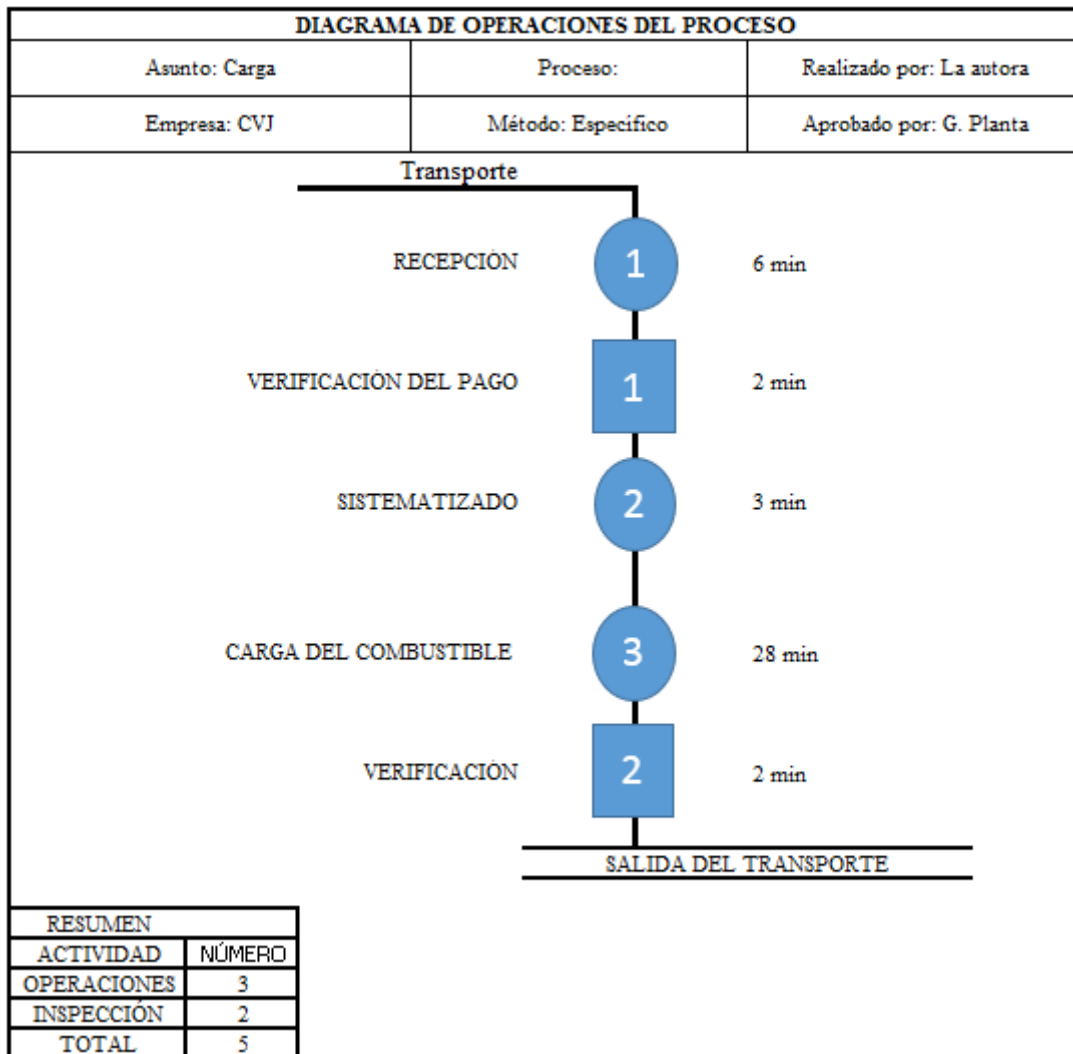 DIAGRAMA DE OPERACIONES DEL PROCESO
Asunto: Carga
Proceso:
Realizado por: La autora
Empresa: CVJ
Método: Especifico
Aprobado por: G. Planta
Transporte
RECEPCIÓN
1
6 min
VERIFICACIÓN DEL PAGO
1
2 min
SISTEMATIZADO
2
3 min
CARGA DEL COMBUSTIBLE
3
28 min
VERIFICACIÓN
2
2 min
SALIDA DEL TRANSPORTE
RESUMEN
ACTIVIDAD NÚMERO
OPERACIONES 3
INSPECCIÓN 2
TOTAL 5